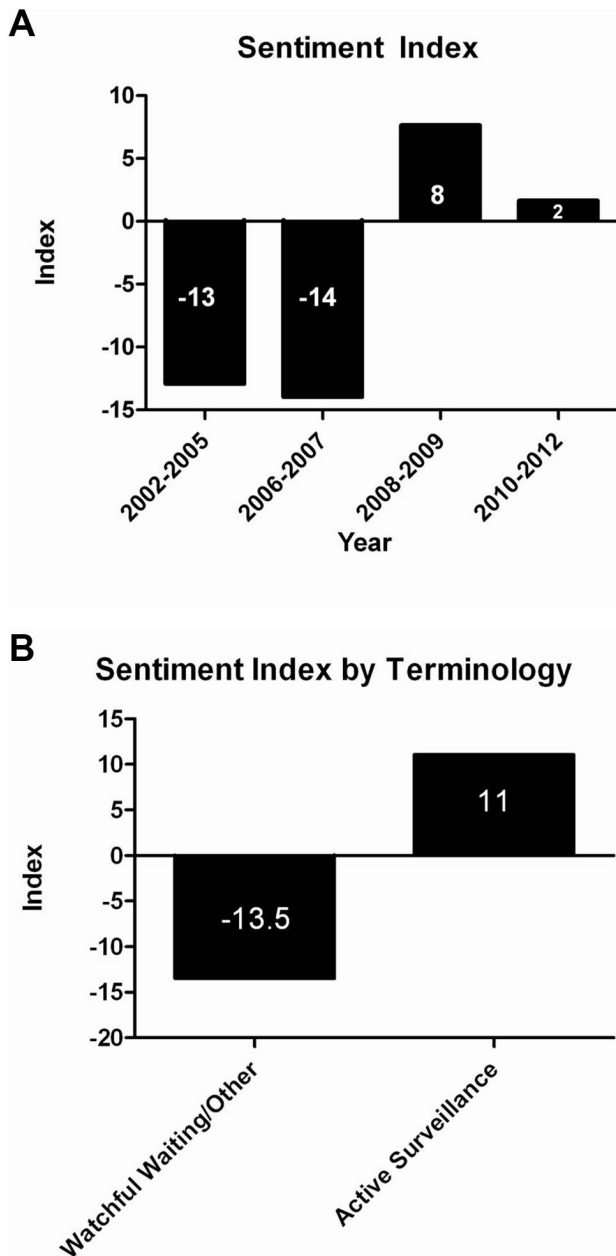 A
Sentiment Index
10
5
0
-5
-10
-15
Index
-13
-14
8
2
2002-2005
2006-2007
2008-2009
2010-2012
Year
B
Sentiment Index by Terminology
15
10
5
0
-5
-10
-15
-20
Index
-13.5
11
Watchful Waiting/Other
Active Surveillance